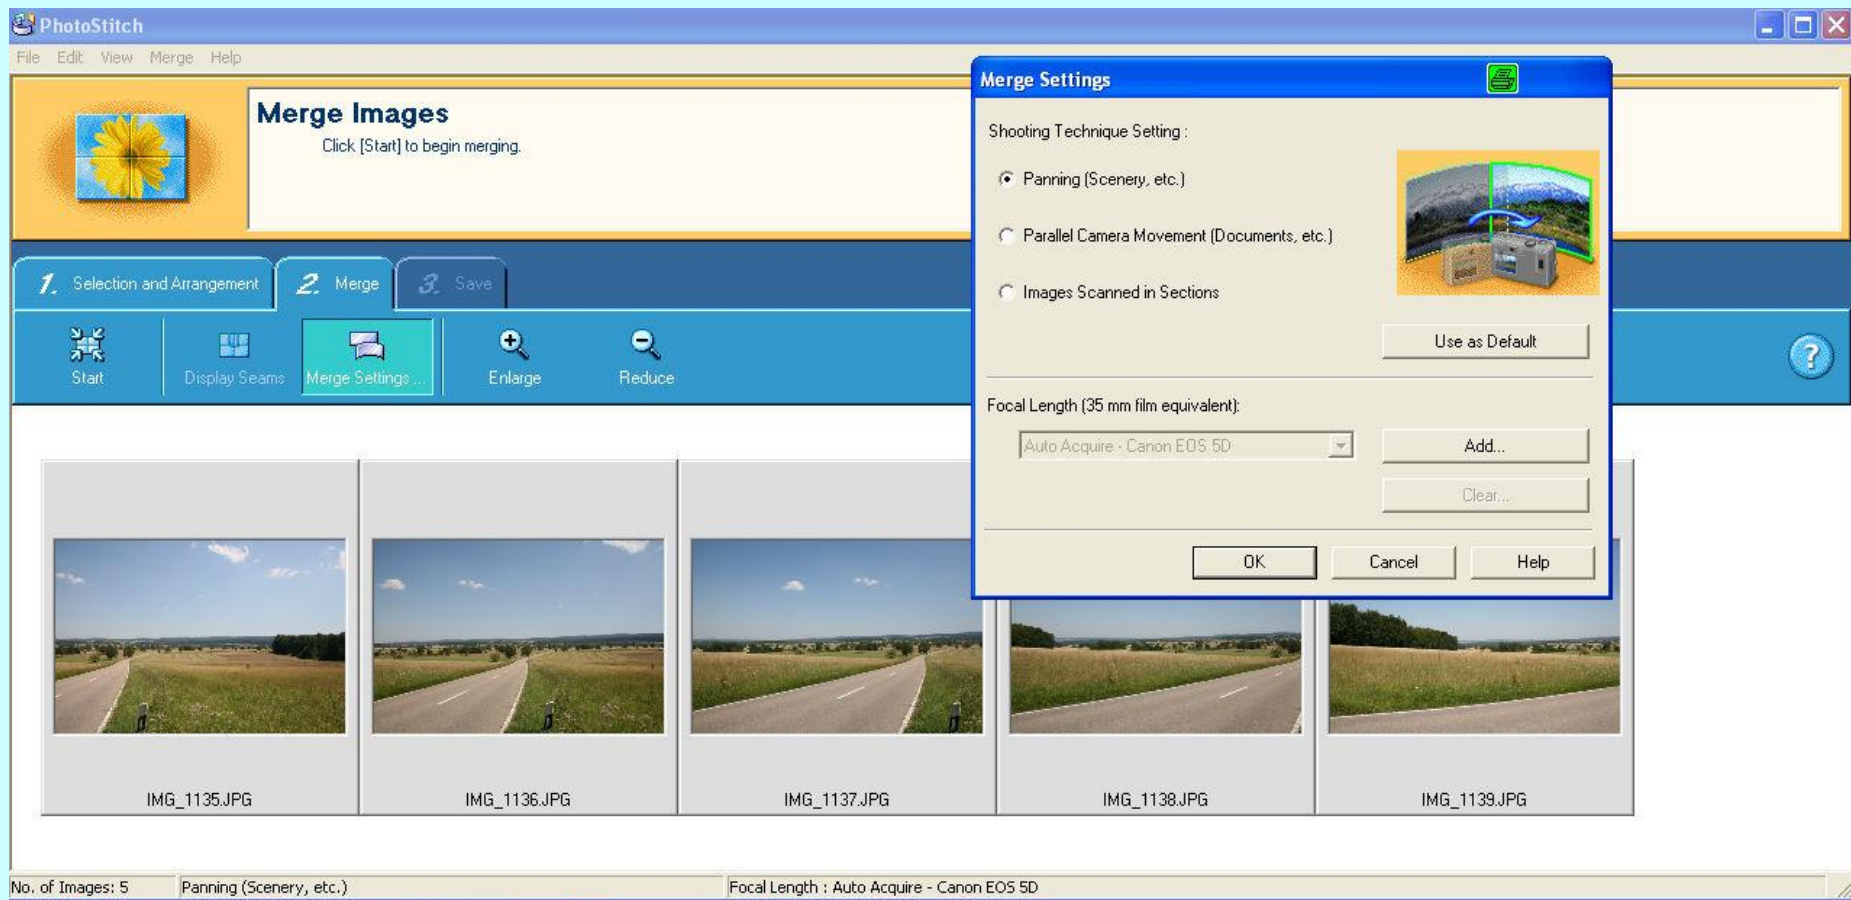 PhotoStitch
File Edit View Merge Help
Merge Images
Click [Start] to begin merging.
1. Selection and Arrangement 2. Merge 3. Save
Start Display Seams Merge Settings ... Enlarge Reduce ?
Merge Settings
Shooting Technique Setting :
Panning (Scenery, etc.)
Parallel Camera Movement (Documents, etc.)
Images Scanned in Sections
Use as Default
Focal Length (35 mm film equivalent):
Auto Acquire - Canon EOS 5D Add...
Clear...
OK Cancel Help
IMG_1135.JPG IMG_1136.JPG IMG_1137.JPG IMG_1138.JPG IMG_1139.JPG
No. of Images: 5 Panning (Scenery, etc.) Focal Length : Auto Acquire - Canon EOS 5D